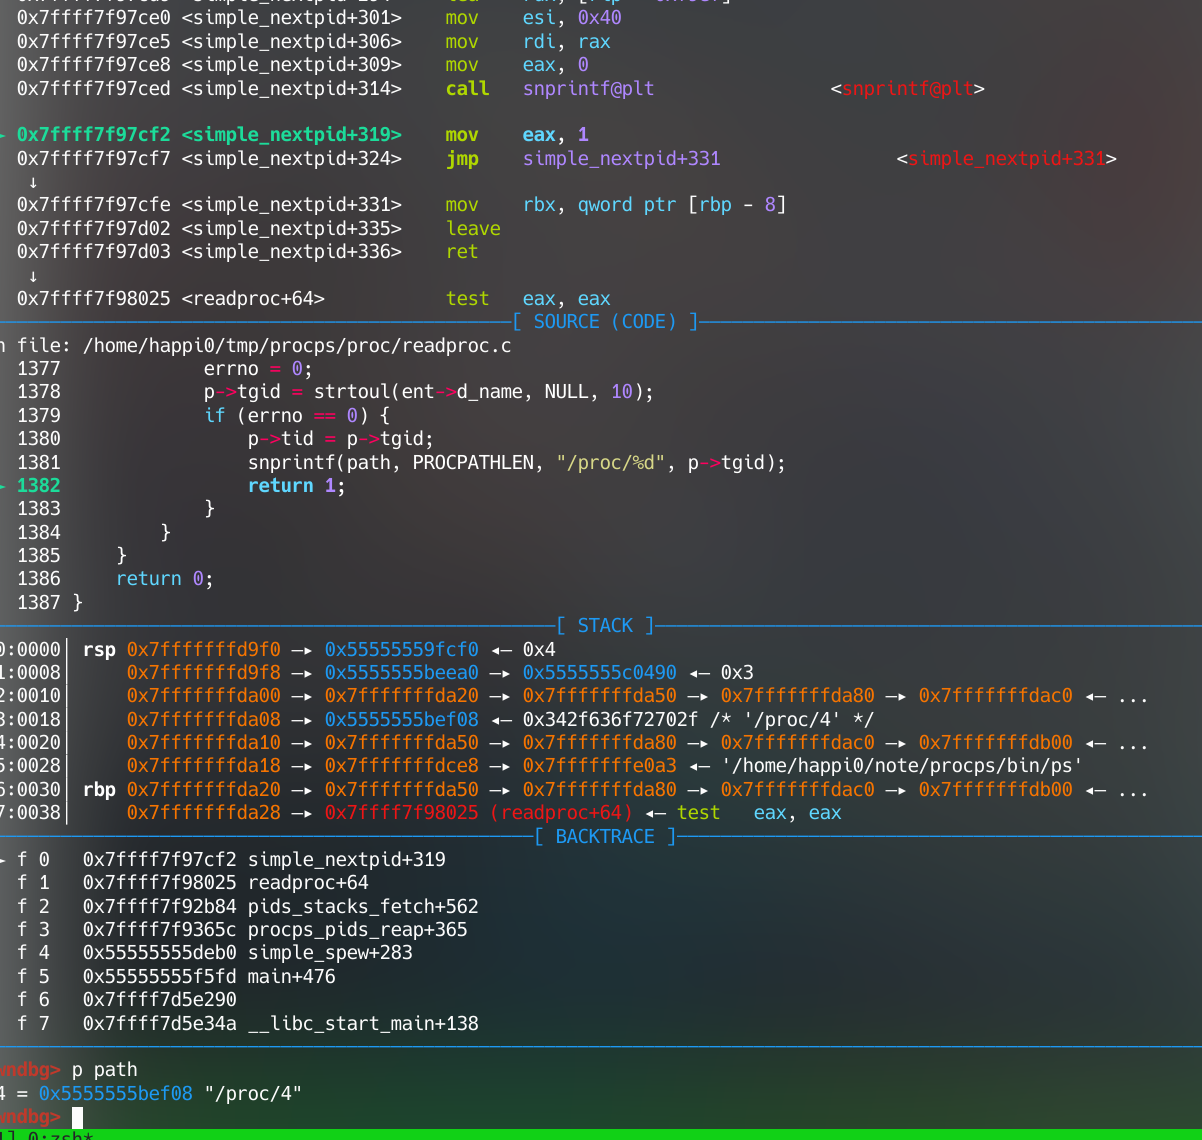 0x7ffff7f97ce0 <simple_nextpid+301> mov esi, 0x40
0x7ffff7f97ce5 <simple_nextpid+306> mov rdi, rax
0x7ffff7f97ce8 <simple_nextpid+309> mov eax, 0
0x7ffff7f97ced <simple_nextpid+314> call snprintf@plt <snprintf@plt>
► 0x7ffff7f97cf2 <simple_nextpid+319> mov eax, 1
0x7ffff7f97cf7 <simple_nextpid+324> jmp simple_nextpid+331 <simple_nextpid+331>
↓
0x7ffff7f97cfe <simple_nextpid+331> mov rbx, qword ptr [rbp - 8]
0x7ffff7f97d02 <simple_nextpid+335> leave
0x7ffff7f97d03 <simple_nextpid+336> ret
↓
0x7ffff7f98025 <readproc+64> test eax, eax
[ SOURCE (CODE) ]
n file: /home/happi0/tmp/procps/proc/readproc.c
1377 errno = 0;
1378 p->tgid = strtoul(ent->d_name, NULL, 10);
1379 if (errno == 0) {
1380 p->tid = p->tgid;
1381 snprintf(path, PROCPATHLEN, "/proc/%d", p->tgid);
► 1382 return 1;
1383 }
1384 }
1385 }
1386 return 0;
1387 }
[ STACK ]
0:0000│ rsp 0x7fffffffd9f0 —▸ 0x55555559fcf0 ◂— 0x4
1:0008│ 0x7fffffffd9f8 —▸ 0x5555555beea0 —▸ 0x5555555c0490 ◂— 0x3
2:0010│ 0x7fffffffda00 —▸ 0x7fffffffda20 —▸ 0x7fffffffda50 —▸ 0x7fffffffda80 —▸ 0x7fffffffdac0 ◂— ...
3:0018│ 0x7fffffffda08 —▸ 0x5555555bef08 ◂— 0x342f636f72702f /* '/proc/4' */
4:0020│ 0x7fffffffda10 —▸ 0x7fffffffda50 —▸ 0x7fffffffda80 —▸ 0x7fffffffdac0 —▸ 0x7fffffffdb00 ◂— ...
5:0028│ 0x7fffffffda18 —▸ 0x7fffffffdce8 —▸ 0x7fffffffe0a3 ◂— '/home/happi0/note/procps/bin/ps'
6:0030│ rbp 0x7fffffffda20 —▸ 0x7fffffffda50 —▸ 0x7fffffffda80 —▸ 0x7fffffffdac0 —▸ 0x7fffffffdb00 ◂— ...
7:0038│ 0x7fffffffda28 —▸ 0x7ffff7f98025 (readproc+64) ◂— test eax, eax
[ BACKTRACE ]
► f 0 0x7ffff7f97cf2 simple_nextpid+319
f 1 0x7ffff7f98025 readproc+64
f 2 0x7ffff7f92b84 pids_stacks_fetch+562
f 3 0x7ffff7f9365c procps_pids_reap+365
f 4 0x55555555deb0 simple_spew+283
f 5 0x55555555f5fd main+476
f 6 0x7ffff7d5e290
f 7 0x7ffff7d5e34a __libc_start_main+138
wndbg> p path
4 = 0x5555555bef08 "/proc/4"
wndbg>
0:zsh*